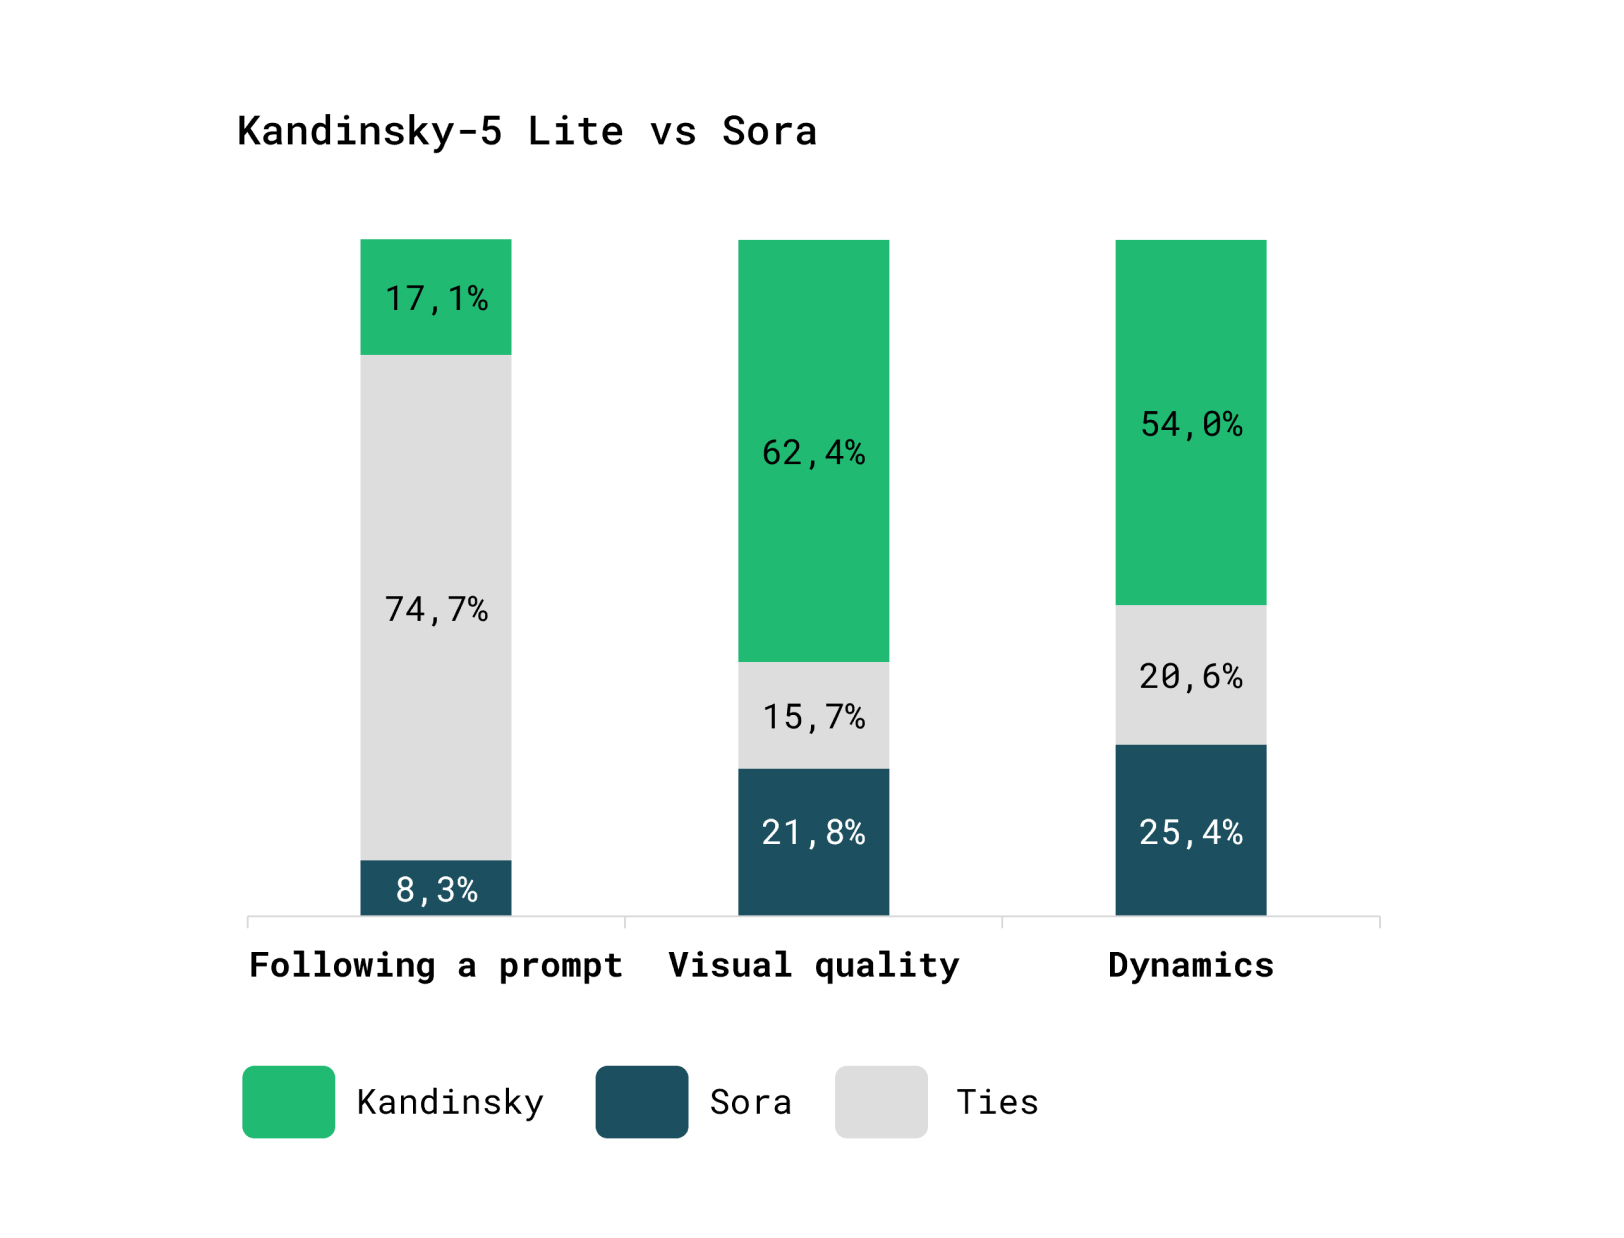 Kandinsky-5 Lite vs Sora
17,1%
74,7%
8,3%
62,4%
15,7%
21,8%
54,0%
20,6%
25,4%
Following a prompt
Visual quality
Dynamics
Kandinsky
Sora
Ties